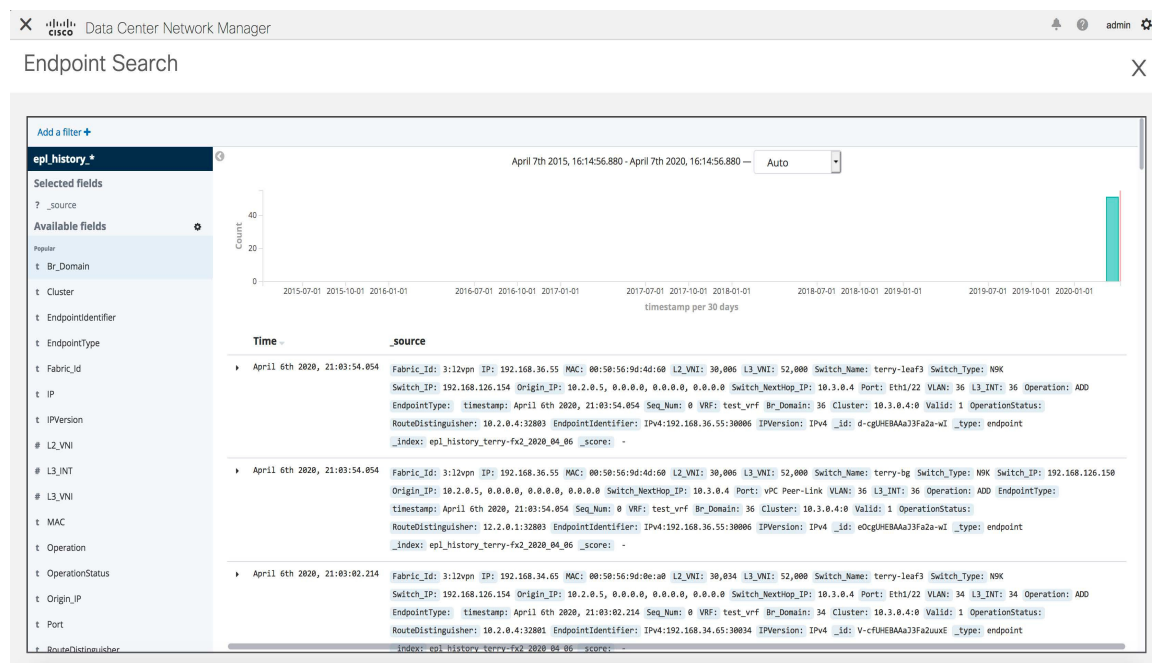 CISCO Data Center Network Manager
admin
Endpoint Search
X
Add a filter +
epl_history_*
Selected fields
? _source
Available fields
Popular
t Br_Domain
t Cluster
t EndpointIdentifier
t EndpointType
t Fabric_Id
t IP
t IPVersion
# L2_VNI
# L3_INT
# L3_VNI
t MAC
t Operation
t OperationStatus
t Origin_IP
t Port
t RouteDistinguisher
April 7th 2015, 16:14:56.880 - April 7th 2020, 16:14:56.880 — Auto
Count
40
20
0
2015-07-01 2015-10-01 2016-01-01 2016-07-01 2016-10-01 2017-01-01 2017-07-01 2017-10-01 2018-01-01 2018-07-01 2018-10-01 2019-01-01 2019-07-01 2019-10-01 2020-01-01
timestamp per 30 days
Time _source
April 6th 2020, 21:03:54.054 Fabric_Id: 3:l2vpn IP: 192.168.36.55 MAC: 00:50:56:9d:4d:60 L2_VNI: 30,006 L3_VNI: 52,000 Switch_Name: terry-leaf3 Switch_Type: N9K
Switch_IP: 192.168.126.154 Origin_IP: 10.2.0.5, 0.0.0.0, 0.0.0.0, 0.0.0.0 Switch_NextHop_IP: 10.3.0.4 Port: Eth1/22 VLAN: 36 L3_INT: 36 Operation: ADD
EndpointType: timestamp: April 6th 2020, 21:03:54.054 Seq_Num: 0 VRF: test_vrf Br_Domain: 36 Cluster: 10.3.0.4:0 Valid: 1 OperationStatus:
RouteDistinguisher: 10.2.0.4:32803 EndpointIdentifier: IPv4:192.168.36.55:30006 IPVersion: IPv4 _id: d-cgUHEBAAaJ3Fa2a-wI _type: endpoint
_index: epl_history_terry-fx2_2020_04_06 _score: -
April 6th 2020, 21:03:54.054 Fabric_Id: 3:l2vpn IP: 192.168.36.55 MAC: 00:50:56:9d:4d:60 L2_VNI: 30,006 L3_VNI: 52,000 Switch_Name: terry-bg Switch_Type: N9K Switch_IP: 192.168.126.150
Origin_IP: 10.2.0.5, 0.0.0.0, 0.0.0.0, 0.0.0.0 Switch_NextHop_IP: 10.3.0.4 Port: vPC Peer-Link VLAN: 36 L3_INT: 36 Operation: ADD EndpointType:
timestamp: April 6th 2020, 21:03:54.054 Seq_Num: 0 VRF: test_vrf Br_Domain: 36 Cluster: 10.3.0.4:0 Valid: 1 OperationStatus:
RouteDistinguisher: 12.2.0.1:32803 EndpointIdentifier: IPv4:192.168.36.55:30006 IPVersion: IPv4 _id: eOcgUHEBAAaJ3Fa2a-wI _type: endpoint
_index: epl_history_terry-fx2_2020_04_06 _score: -
April 6th 2020, 21:03:02.214 Fabric_Id: 3:l2vpn IP: 192.168.34.65 MAC: 00:50:56:9d:0e:a0 L2_VNI: 30,034 L3_VNI: 52,000 Switch_Name: terry-leaf3 Switch_Type: N9K
Switch_IP: 192.168.126.154 Origin_IP: 10.2.0.5, 0.0.0.0, 0.0.0.0, 0.0.0.0 Switch_NextHop_IP: 10.3.0.4 Port: Eth1/22 VLAN: 34 L3_INT: 34 Operation: ADD
EndpointType: timestamp: April 6th 2020, 21:03:02.214 Seq_Num: 0 VRF: test_vrf Br_Domain: 34 Cluster: 10.3.0.4:0 Valid: 1 OperationStatus:
RouteDistinguisher: 10.2.0.4:32801 EndpointIdentifier: IPv4:192.168.34.65:30034 IPVersion: IPv4 _id: V-cfUHEBAAaJ3Fa2uuxE _type: endpoint
_index: epl_history_terry-fx2_2020_04_06 _score: -